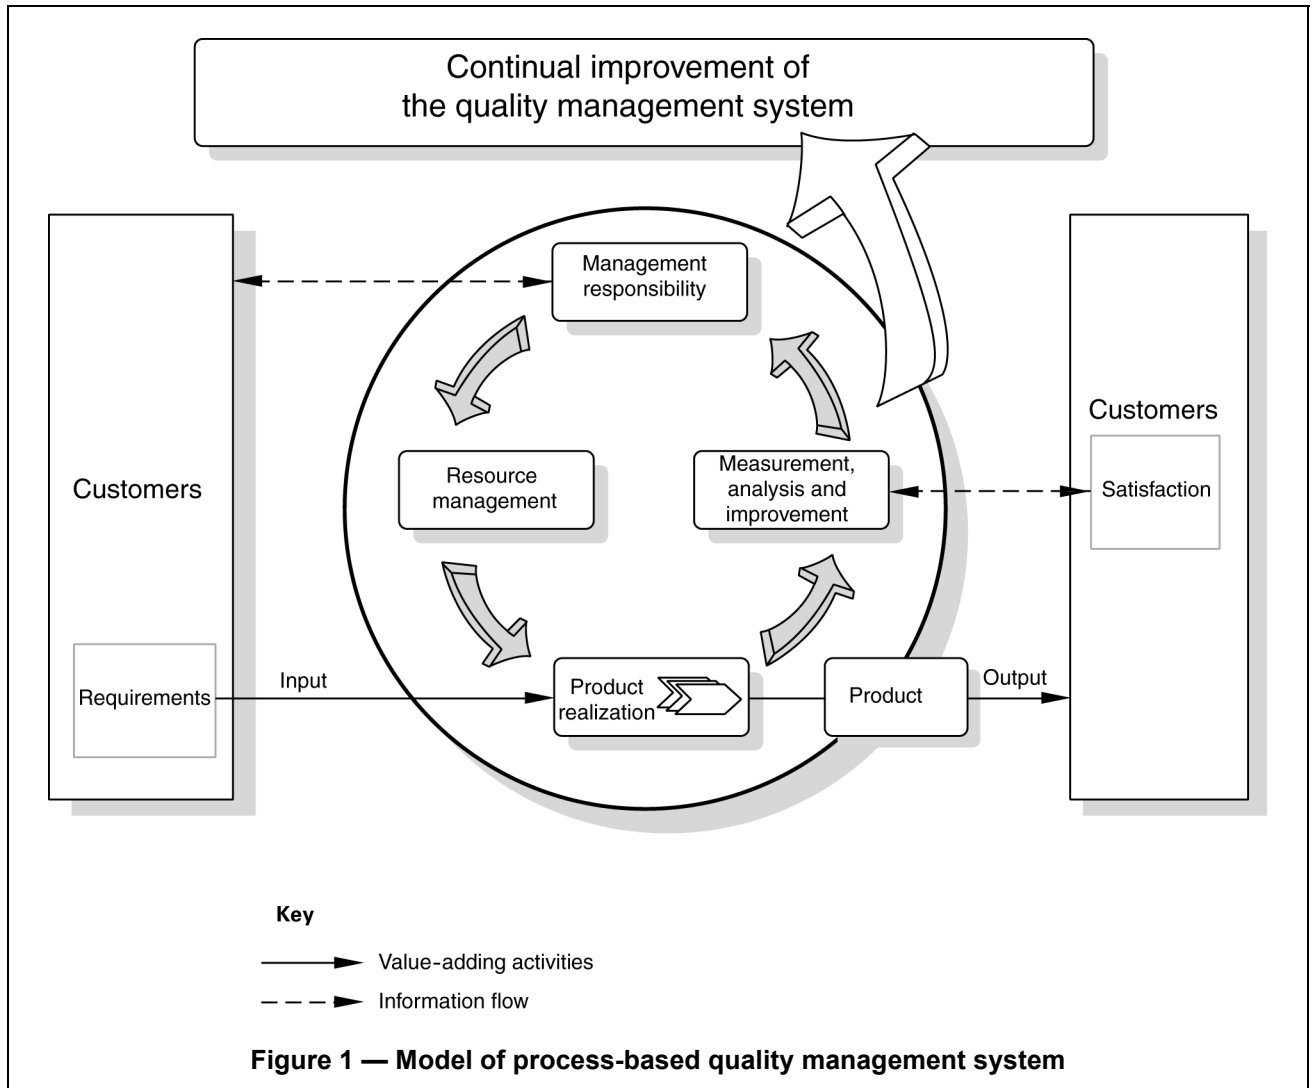 Continual improvement of
the quality management system
Management
responsibility
Customers
Resource
management
Measurement,
analysis and
improvement
Customers
Satisfaction
Requirements
Input
Product
realization
Product
Output
Key
Value-adding activities
Information flow
Figure 1 — Model of process-based quality management system